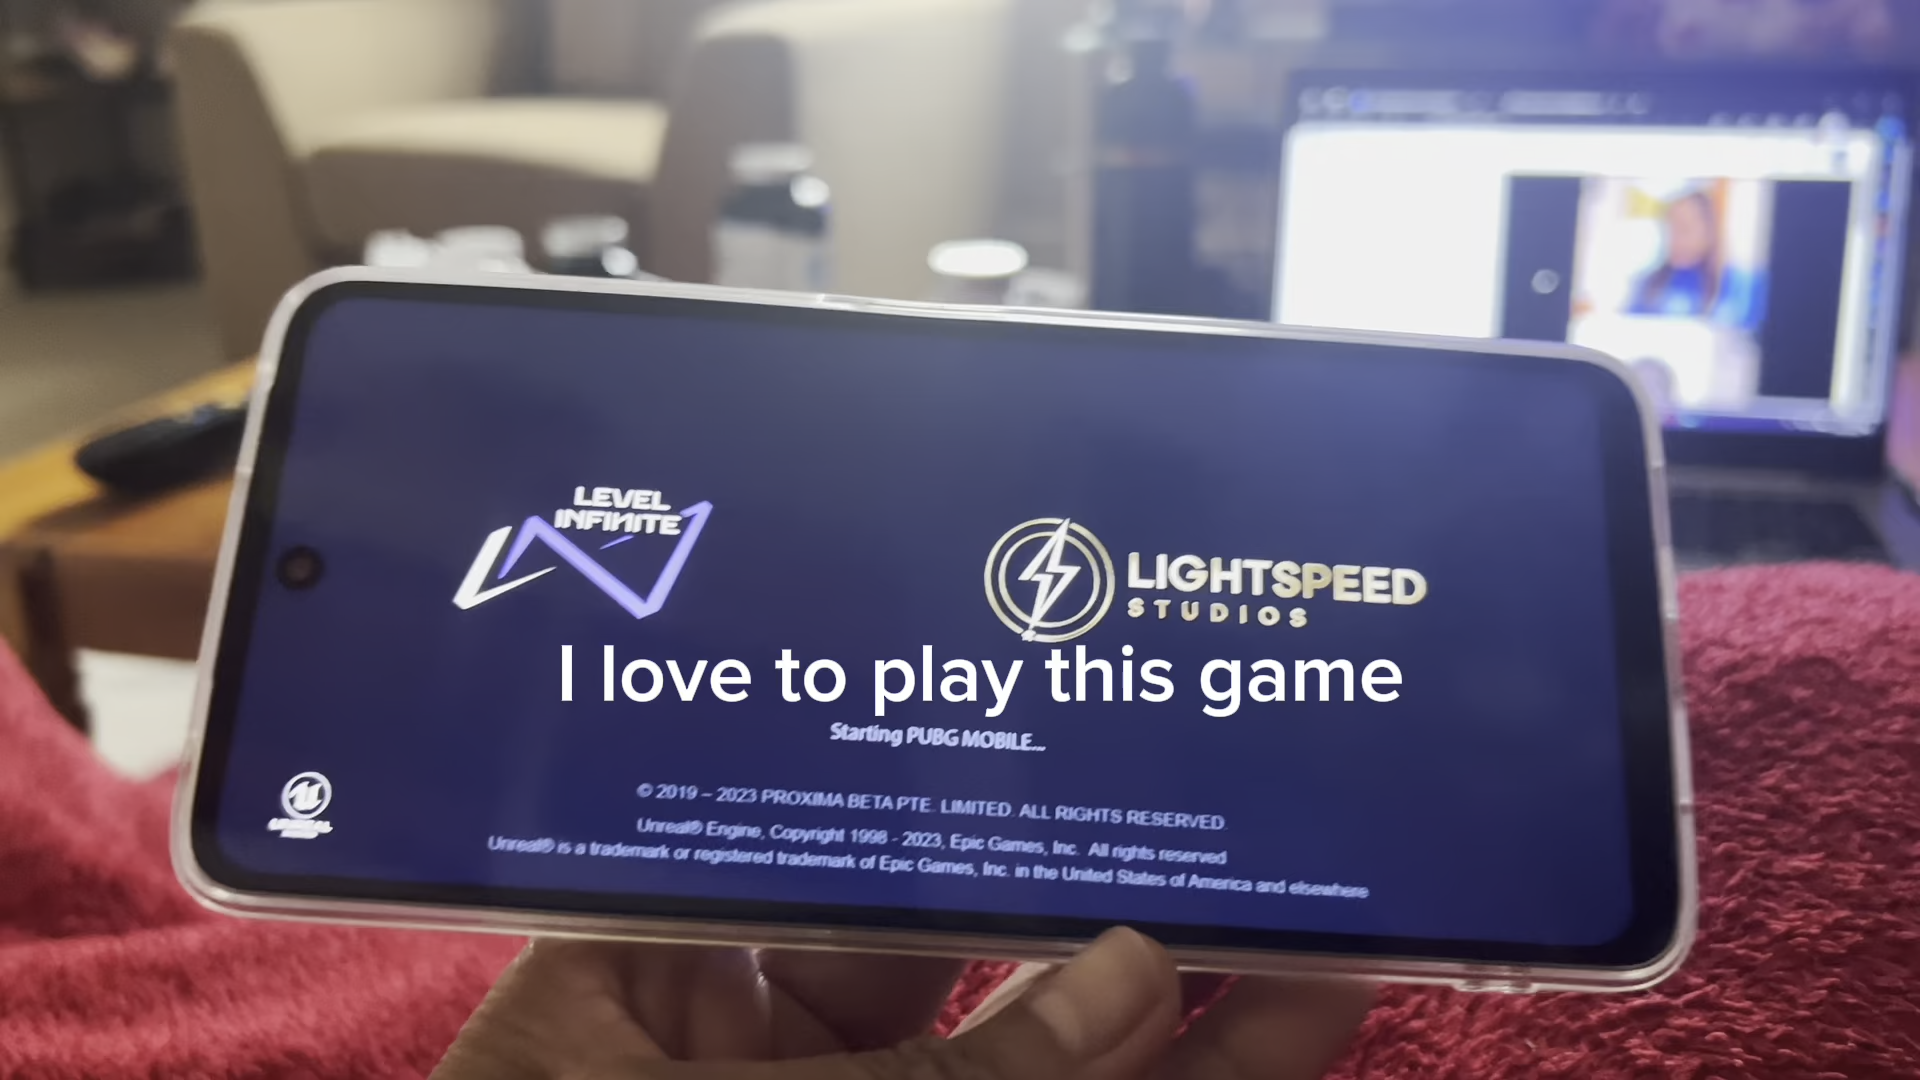 LEVEL
INFINITE
LIGHTSPEED
STUDIOS
I love to play this game
Starting PUBG MOBILE...
© 2019 – 2023 PROXIMA BETA PTE. LIMITED. ALL RIGHTS RESERVED.
Unreal® Engine, Copyright 1998 - 2023, Epic Games, Inc. All rights reserved
Unreal® is a trademark or registered trademark of Epic Games, Inc. in the United States of America and elsewhere
UNREAL